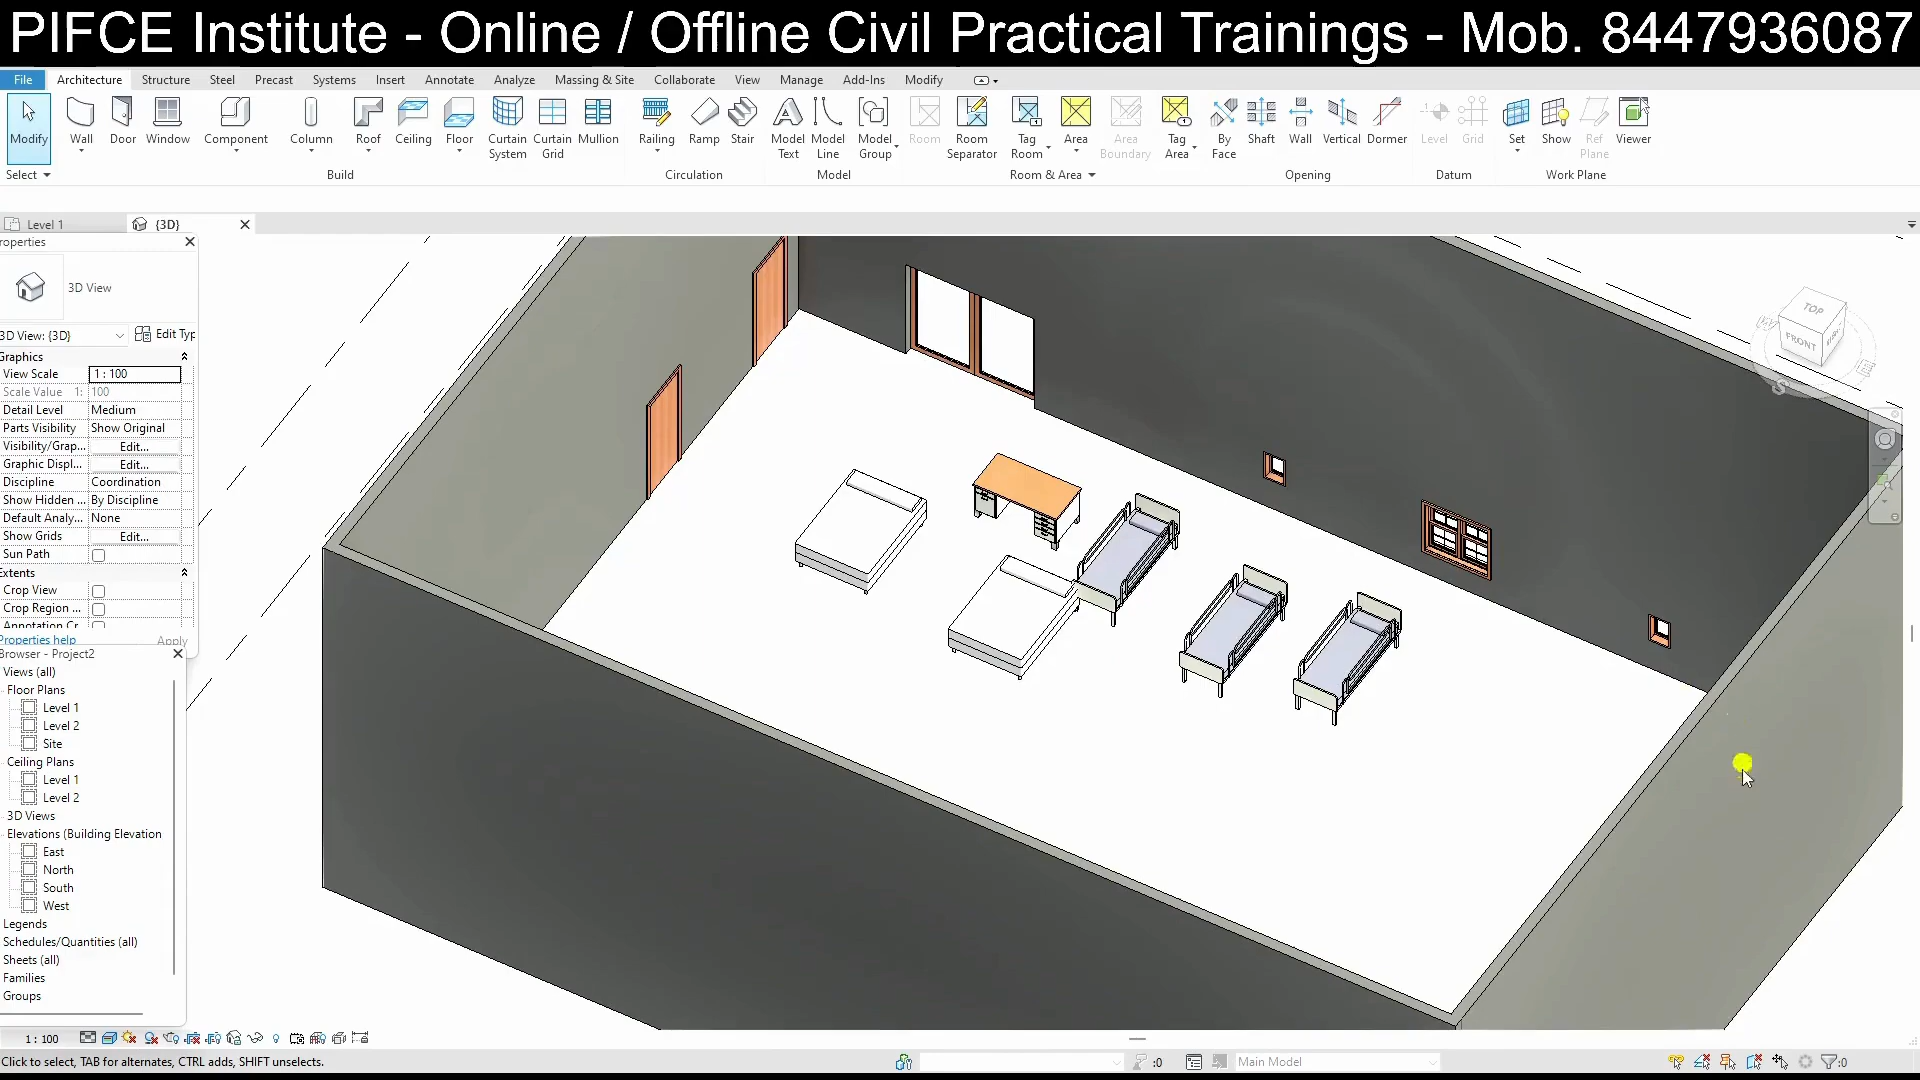 PIFCE Institute - Online / Offline Civil Practical Trainings - Mob. 8447936087
File Architecture Structure Steel Precast Systems Insert Annotate Analyze Massing & Site Collaborate View Manage Add-Ins Modify
Modify Wall Door Window Component Column Roof Ceiling Floor Curtain System Curtain Grid Mullion Railing Ramp Stair Model Text Model Line Model Group Room Room Separator Tag Room Area Area Boundary Tag Area By Face Shaft Wall Vertical Dormer Level Grid Set Show Ref Plane Viewer
Select Build Circulation Model Room & Area Opening Datum Work Plane
Level 1 {3D}
roperties
3D View
3D View: {3D} Edit Typ
Graphics
View Scale 1 : 100
Scale Value 1: 100
Detail Level Medium
Parts Visibility Show Original
Visibility/Grap... Edit...
Graphic Displ... Edit...
Discipline Coordination
Show Hidden ... By Discipline
Default Analy... None
Show Grids Edit...
Sun Path
Extents
Crop View
Crop Region ...
Annotation Cr
Properties help Apply
Browser - Project2
Views (all)
Floor Plans
Level 1
Level 2
Site
Ceiling Plans
Level 1
Level 2
3D Views
Elevations (Building Elevation
East
North
South
West
Legends
Schedules/Quantities (all)
Sheets (all)
Families
Groups
TOP
FRONT
W
S
E
1 : 100
Click to select, TAB for alternates, CTRL adds, SHIFT unselects.
:0
Main Model
:0